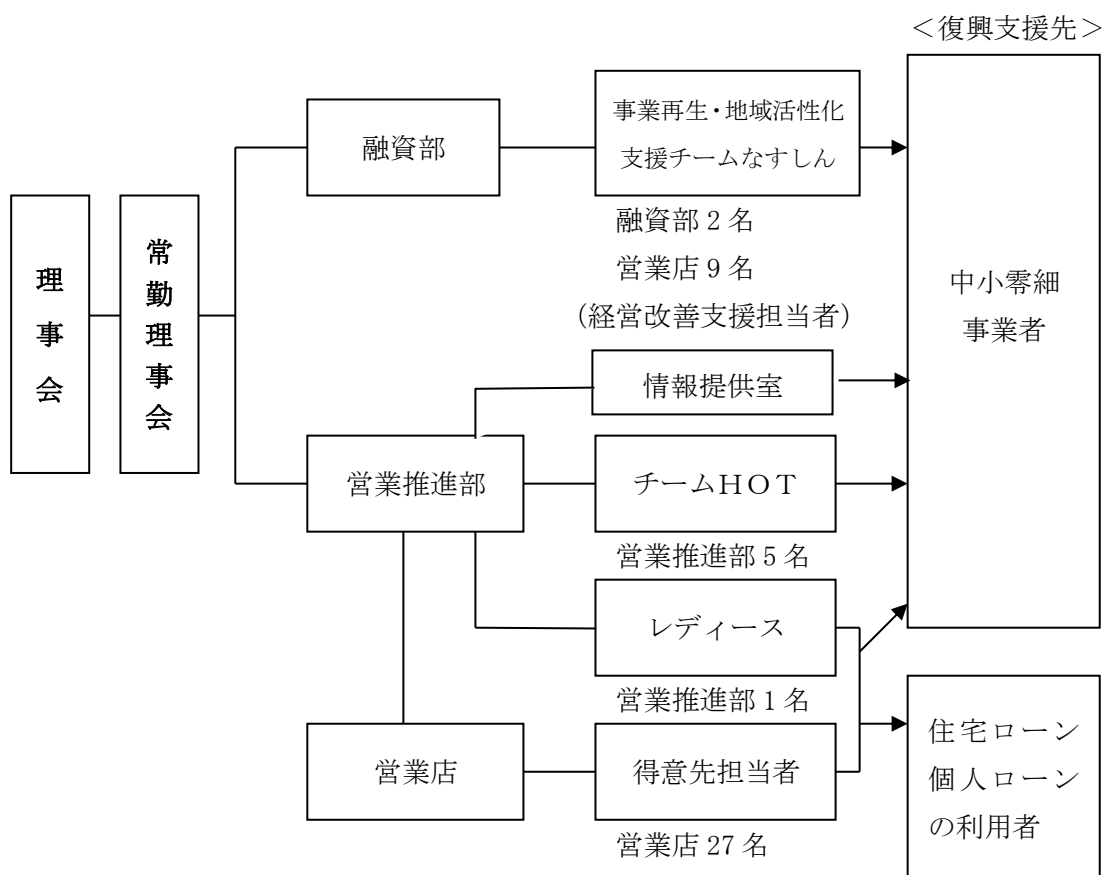 ＜復興支援先＞
理事会
常勤理事会
融資部
事業再生・地域活性化
支援チームなすしん
融資部 2 名
営業店 9 名
（経営改善支援担当者）
中小零細
事業者
情報提供室
営業推進部
チームＨＯＴ
営業推進部 5 名
レディース
営業推進部 1 名
営業店
得意先担当者
営業店 27 名
住宅ローン
個人ローン
の利用者